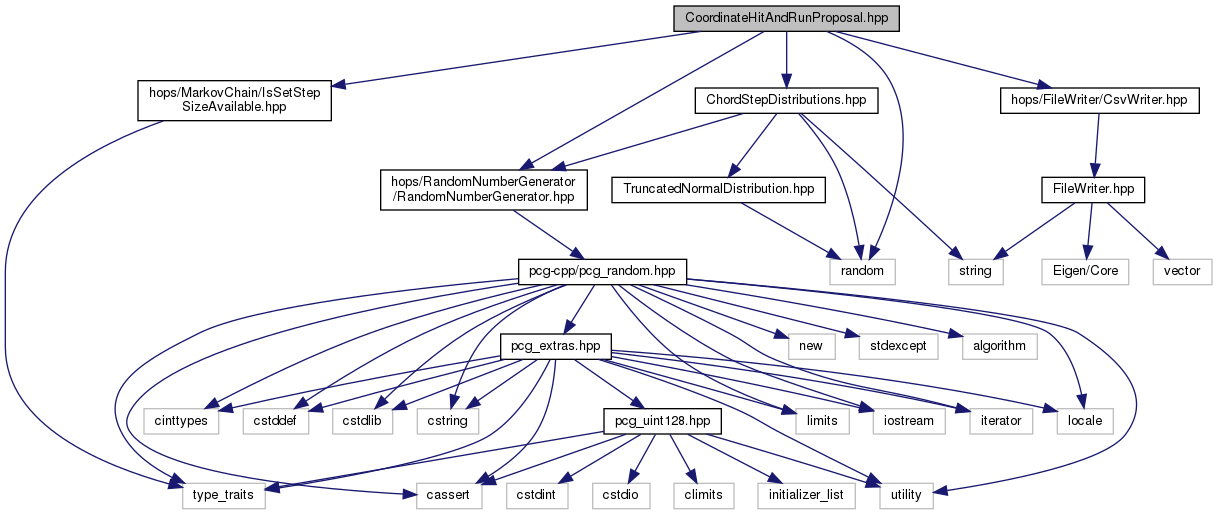 CoordinateHitAndRunProposal.hpp
hops/MarkovChain/IsSetStep
SizeAvailable.hpp
ChordStepDistributions.hpp
hops/FileWriter/CsvWriter.hpp
hops/RandomNumberGenerator
/RandomNumberGenerator.hpp
TruncatedNormalDistribution.hpp
FileWriter.hpp
pcg-cpp/pcg_random.hpp
random
string
Eigen/Core
vector
pcg_extras.hpp
new
stdexcept
algorithm
cinttypes
cstddef
cstdlib
cstring
pcg_uint128.hpp
limits
iostream
iterator
locale
type_traits
cassert
cstdint
cstdio
climits
initializer_list
utility